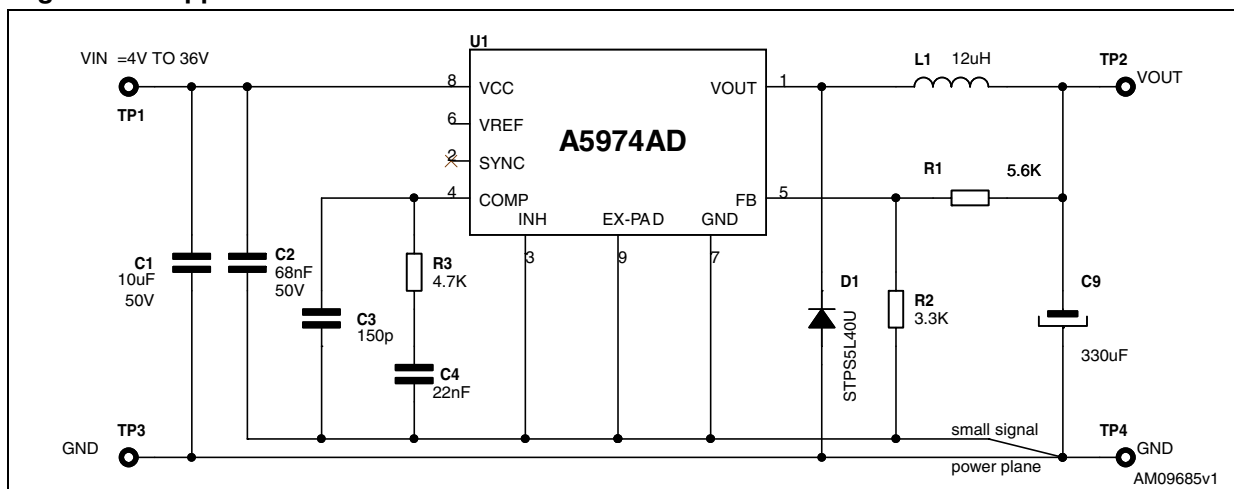 VIN =4V TO 36V
TP1
U1
8
VCC
6
VREF
2
SYNC
4
COMP
A5974AD
VOUT
1
FB
5
INH
3
EX-PAD
9
GND
7
L1
12uH
TP2
VOUT
R1
5.6K
C1
10uF
50V
C2
68nF
50V
R3
4.7K
C3
150p
C4
22nF
D1
STPS5L40U
R2
3.3K
C9
330uF
GND
TP3
small signal
power plane
TP4
GND
AM09685v1